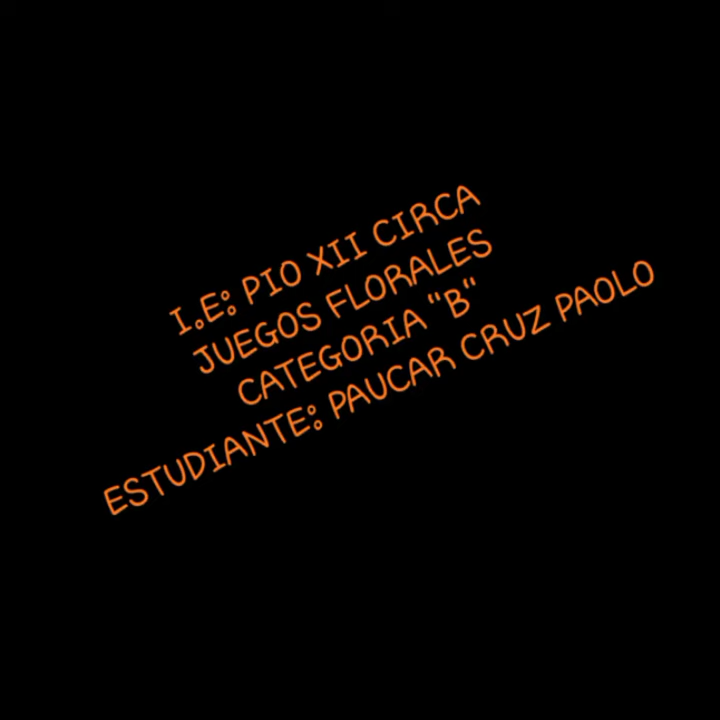 I.E: PIO XII CIRCA
JUEGOS FLORALES
CATEGORIA "B"
ESTUDIANTE: PAUCAR CRUZ PAOLO